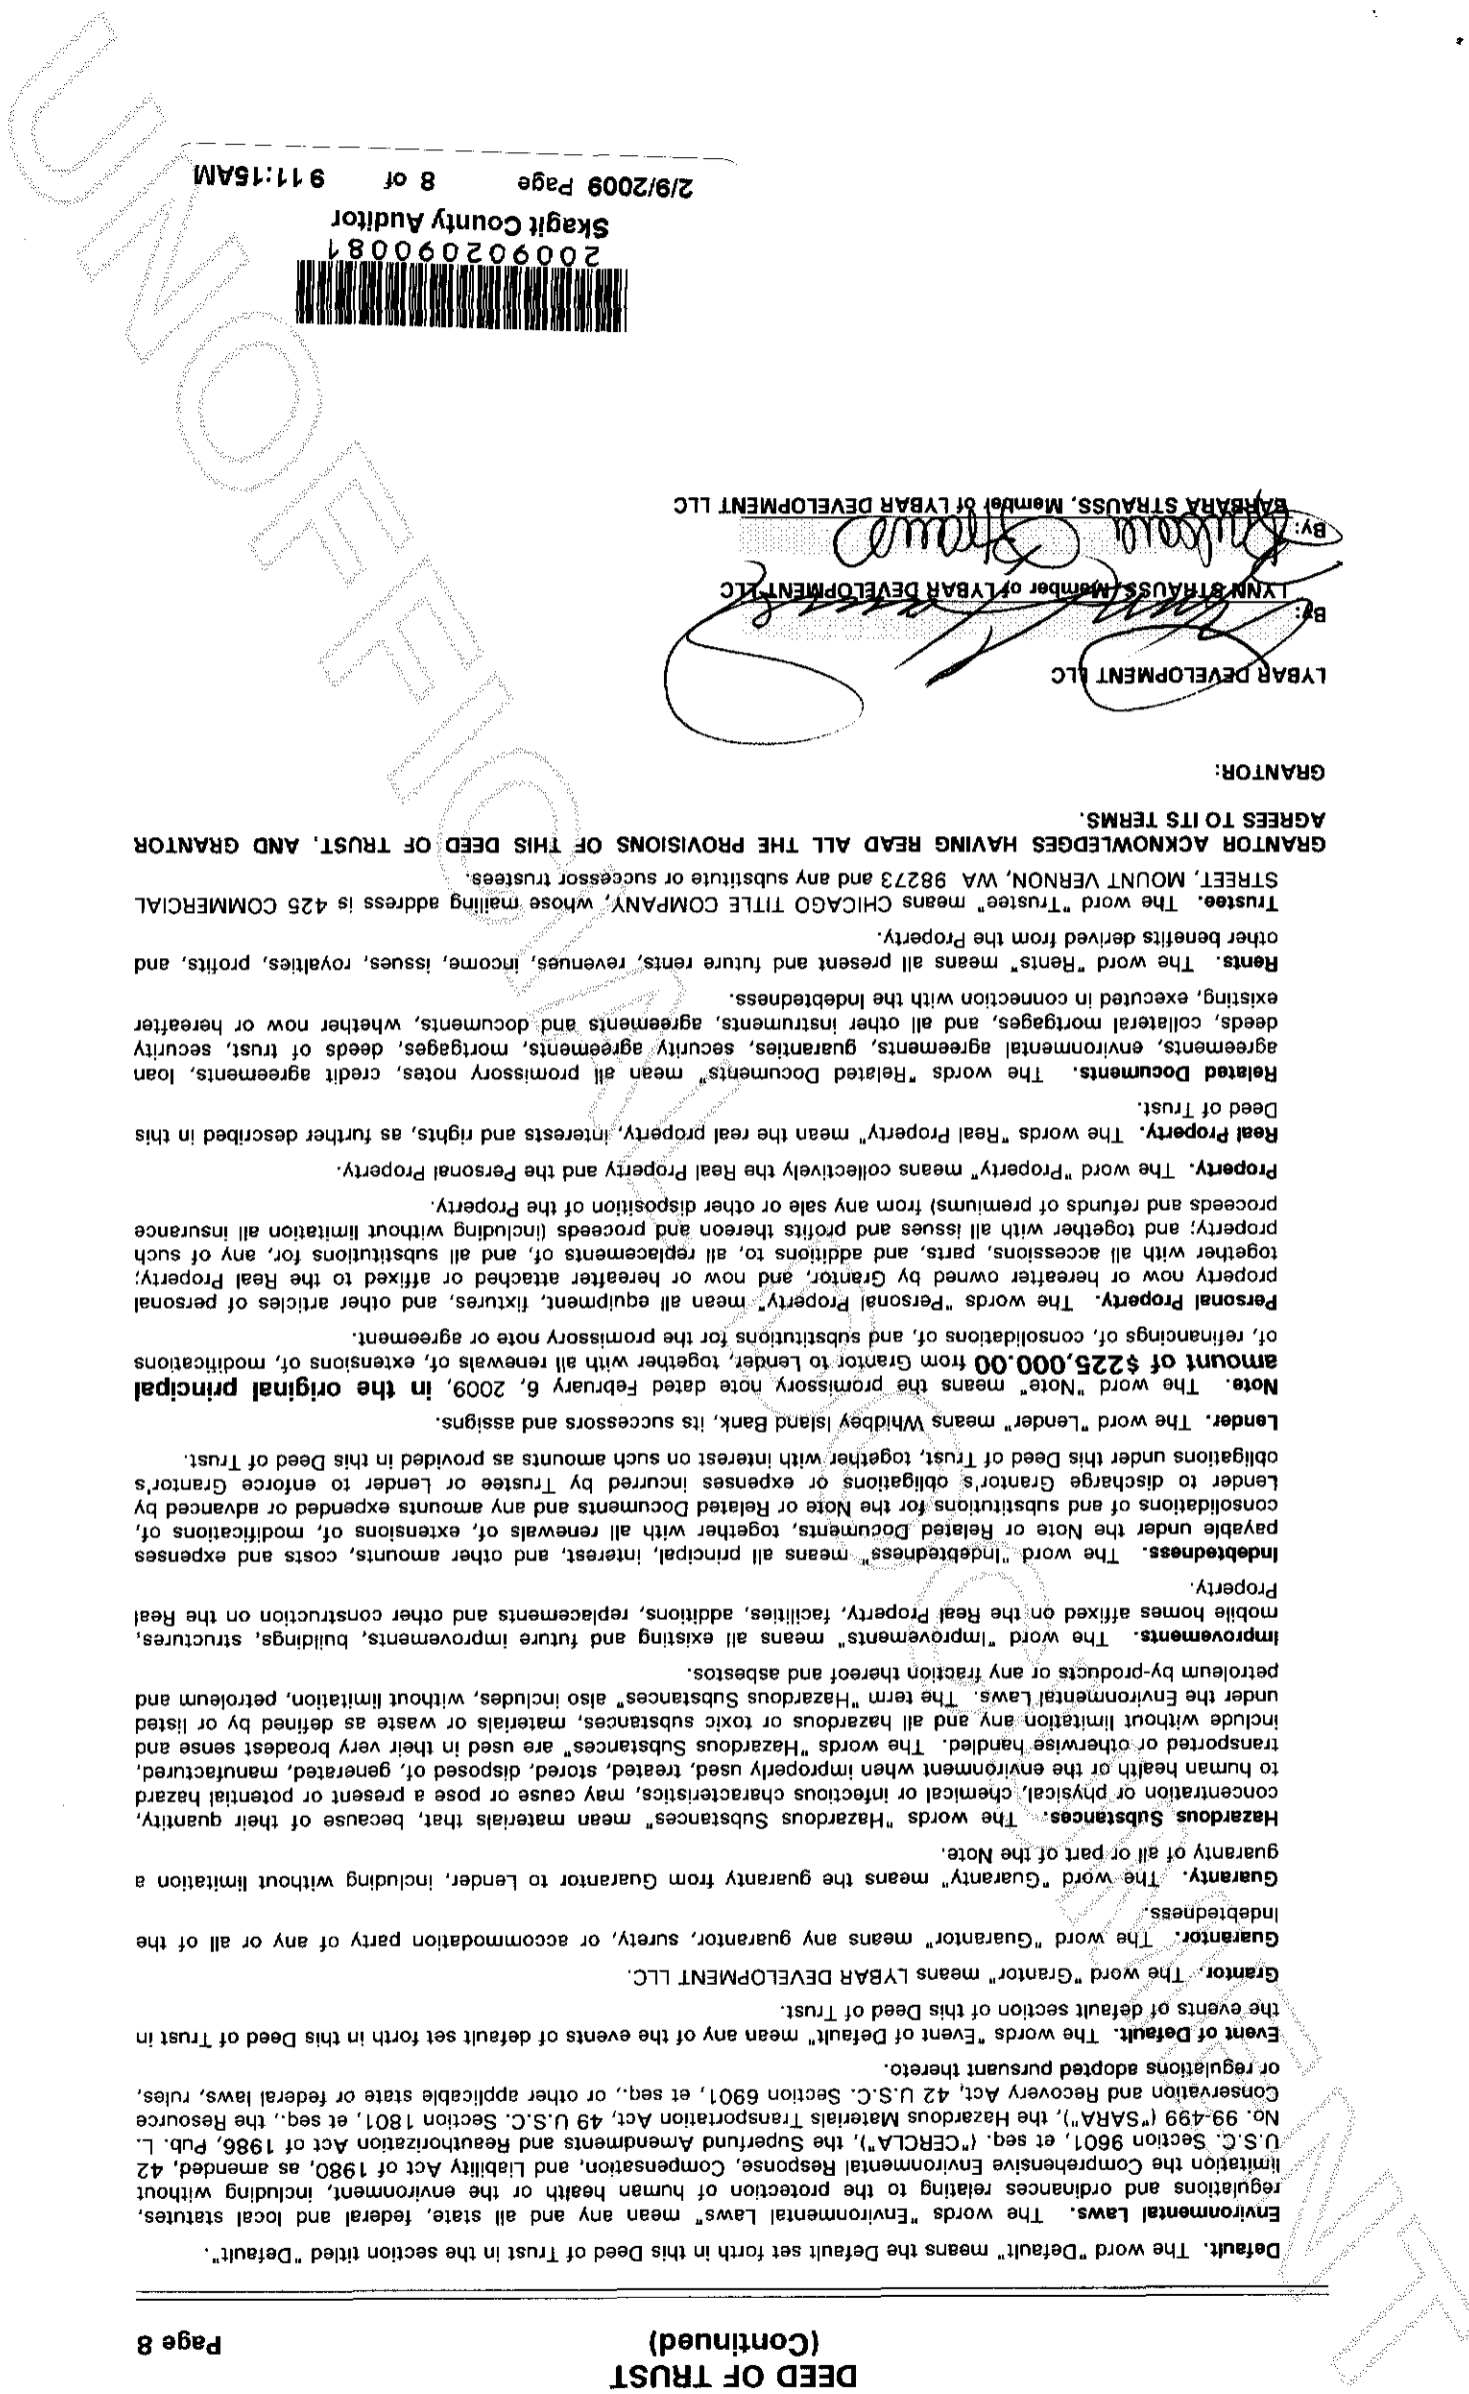 DEED OF TRUST
(Continued)
Page 8
Default. The word "Default" means the Default set forth in this Deed of Trust in the section titled "Default".
Environmental Laws. The words "Environmental Laws" mean any and all state, federal and local statutes,
regulations and ordinances relating to the protection of human health or the environment, including without
limitation the Comprehensive Environmental Response, Compensation, and Liability Act of 1980, as amended, 42
U.S.C. Section 9601, et seq. ("CERCLA"), the Superfund Amendments and Reauthorization Act of 1986, Pub. L.
No. 99-499 ("SARA"), the Hazardous Materials Transportation Act, 49 U.S.C. Section 1801, et seq., the Resource
Conservation and Recovery Act, 42 U.S.C. Section 6901, et seq., or other applicable state or federal laws, rules,
or regulations adopted pursuant thereto.
Event of Default. The words "Event of Default" mean any of the events of default set forth in this Deed of Trust in
the events of default section of this Deed of Trust.
Grantor. The word "Grantor" means LYBAR DEVELOPMENT LLC.
Guarantor. The word "Guarantor" means any guarantor, surety, or accommodation party of any or all of the
Indebtedness.
Guaranty. The word "Guaranty" means the guaranty from Guarantor to Lender, including without limitation a
guaranty of all or part of the Note.
Hazardous Substances. The words "Hazardous Substances" mean materials that, because of their quantity,
concentration or physical, chemical or infectious characteristics, may cause or pose a present or potential hazard
to human health or the environment when improperly used, treated, stored, disposed of, generated, manufactured,
transported or otherwise handled. The words "Hazardous Substances" are used in their very broadest sense and
include without limitation any and all hazardous or toxic substances, materials or waste as defined by or listed
under the Environmental Laws. The term "Hazardous Substances" also includes, without limitation, petroleum and
petroleum by-products or any fraction thereof and asbestos.
Improvements. The word "Improvements" means all existing and future improvements, buildings, structures,
mobile homes affixed on the Real Property, facilities, additions, replacements and other construction on the Real
Property.
Indebtedness. The word "Indebtedness" means all principal, interest, and other amounts, costs and expenses
payable under the Note or Related Documents, together with all renewals of, extensions of, modifications of,
consolidations of and substitutions for the Note or Related Documents and any amounts expended or advanced by
Lender to discharge Grantor's obligations or expenses incurred by Trustee or Lender to enforce Grantor's
obligations under this Deed of Trust, together with interest on such amounts as provided in this Deed of Trust.
Lender. The word "Lender" means Whidbey Island Bank, its successors and assigns.
Note. The word "Note" means the promissory note dated February 6, 2009, in the original principal
amount of $225,000.00 from Grantor to Lender, together with all renewals of, extensions of, modifications
of, refinancings of, consolidations of, and substitutions for the promissory note or agreement.
Personal Property. The words "Personal Property" mean all equipment, fixtures, and other articles of personal
property now or hereafter owned by Grantor, and now or hereafter attached or affixed to the Real Property;
together with all accessions, parts, and additions to, all replacements of, and all substitutions for, any of such
property; and together with all issues and profits thereon and proceeds (including without limitation all insurance
proceeds and refunds of premiums) from any sale or other disposition of the Property.
Property. The word "Property" means collectively the Real Property and the Personal Property.
Real Property. The words "Real Property" mean the real property, interests and rights, as further described in this
Deed of Trust.
Related Documents. The words "Related Documents" mean all promissory notes, credit agreements, loan
agreements, environmental agreements, guaranties, security agreements, mortgages, deeds of trust, security
deeds, collateral mortgages, and all other instruments, agreements and documents, whether now or hereafter
existing, executed in connection with the Indebtedness.
Rents. The word "Rents" means all present and future rents, revenues, income, issues, royalties, profits, and
other benefits derived from the Property.
Trustee. The word "Trustee" means CHICAGO TITLE COMPANY, whose mailing address is 425 COMMERCIAL
STREET, MOUNT VERNON, WA 98273 and any substitute or successor trustees.
GRANTOR ACKNOWLEDGES HAVING READ ALL THE PROVISIONS OF THIS DEED OF TRUST, AND GRANTOR
AGREES TO ITS TERMS.
GRANTOR:
LYBAR DEVELOPMENT LLC
By:
LYNN STRAUSS, Member of LYBAR DEVELOPMENT LLC
By: Barbara Strauss
BARBARA STRAUSS, Member of LYBAR DEVELOPMENT LLC
200902090081
Skagit County Auditor
2/9/2009 Page 8 of 9 11:15AM
UNOFFICIAL DOCUMENT